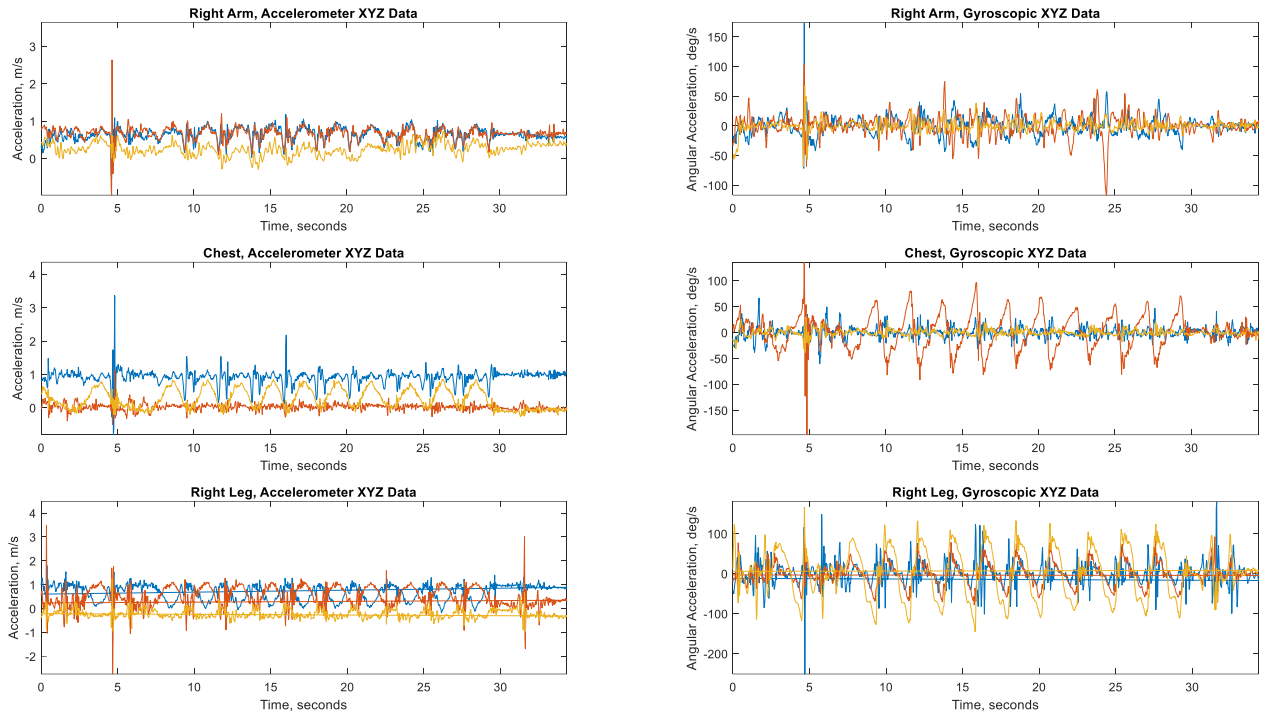 Right Arm, Accelerometer XYZ Data
Acceleration, m/s
3
2
1
0
0 5 10 15 20 25 30
Time, seconds
Right Arm, Gyroscopic XYZ Data
Angular Acceleration, deg/s
150
100
50
0
-50
-100
0 5 10 15 20 25 30
Time, seconds
Chest, Accelerometer XYZ Data
Acceleration, m/s
4
3
2
1
0
0 5 10 15 20 25 30
Time, seconds
Chest, Gyroscopic XYZ Data
Angular Acceleration, deg/s
100
50
0
-50
-100
-150
0 5 10 15 20 25 30
Time, seconds
Right Leg, Accelerometer XYZ Data
Acceleration, m/s
4
3
2
1
0
-1
-2
0 5 10 15 20 25 30
Time, seconds
Right Leg, Gyroscopic XYZ Data
Angular Acceleration, deg/s
100
0
-100
-200
0 5 10 15 20 25 30
Time, seconds